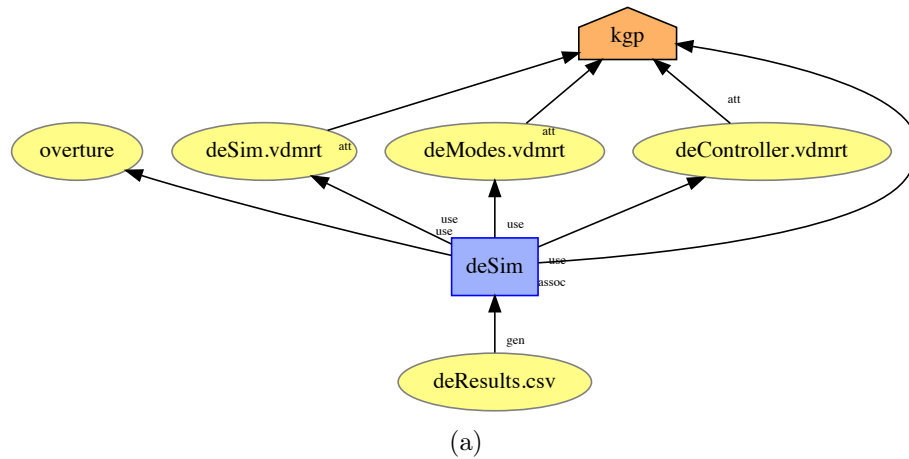 kgp
att
overture
deSim.vdmrt
att
deModes.vdmrt
att
deController.vdmrt
use
use
use
deSim
use
assoc
gen
deResults.csv
(a)